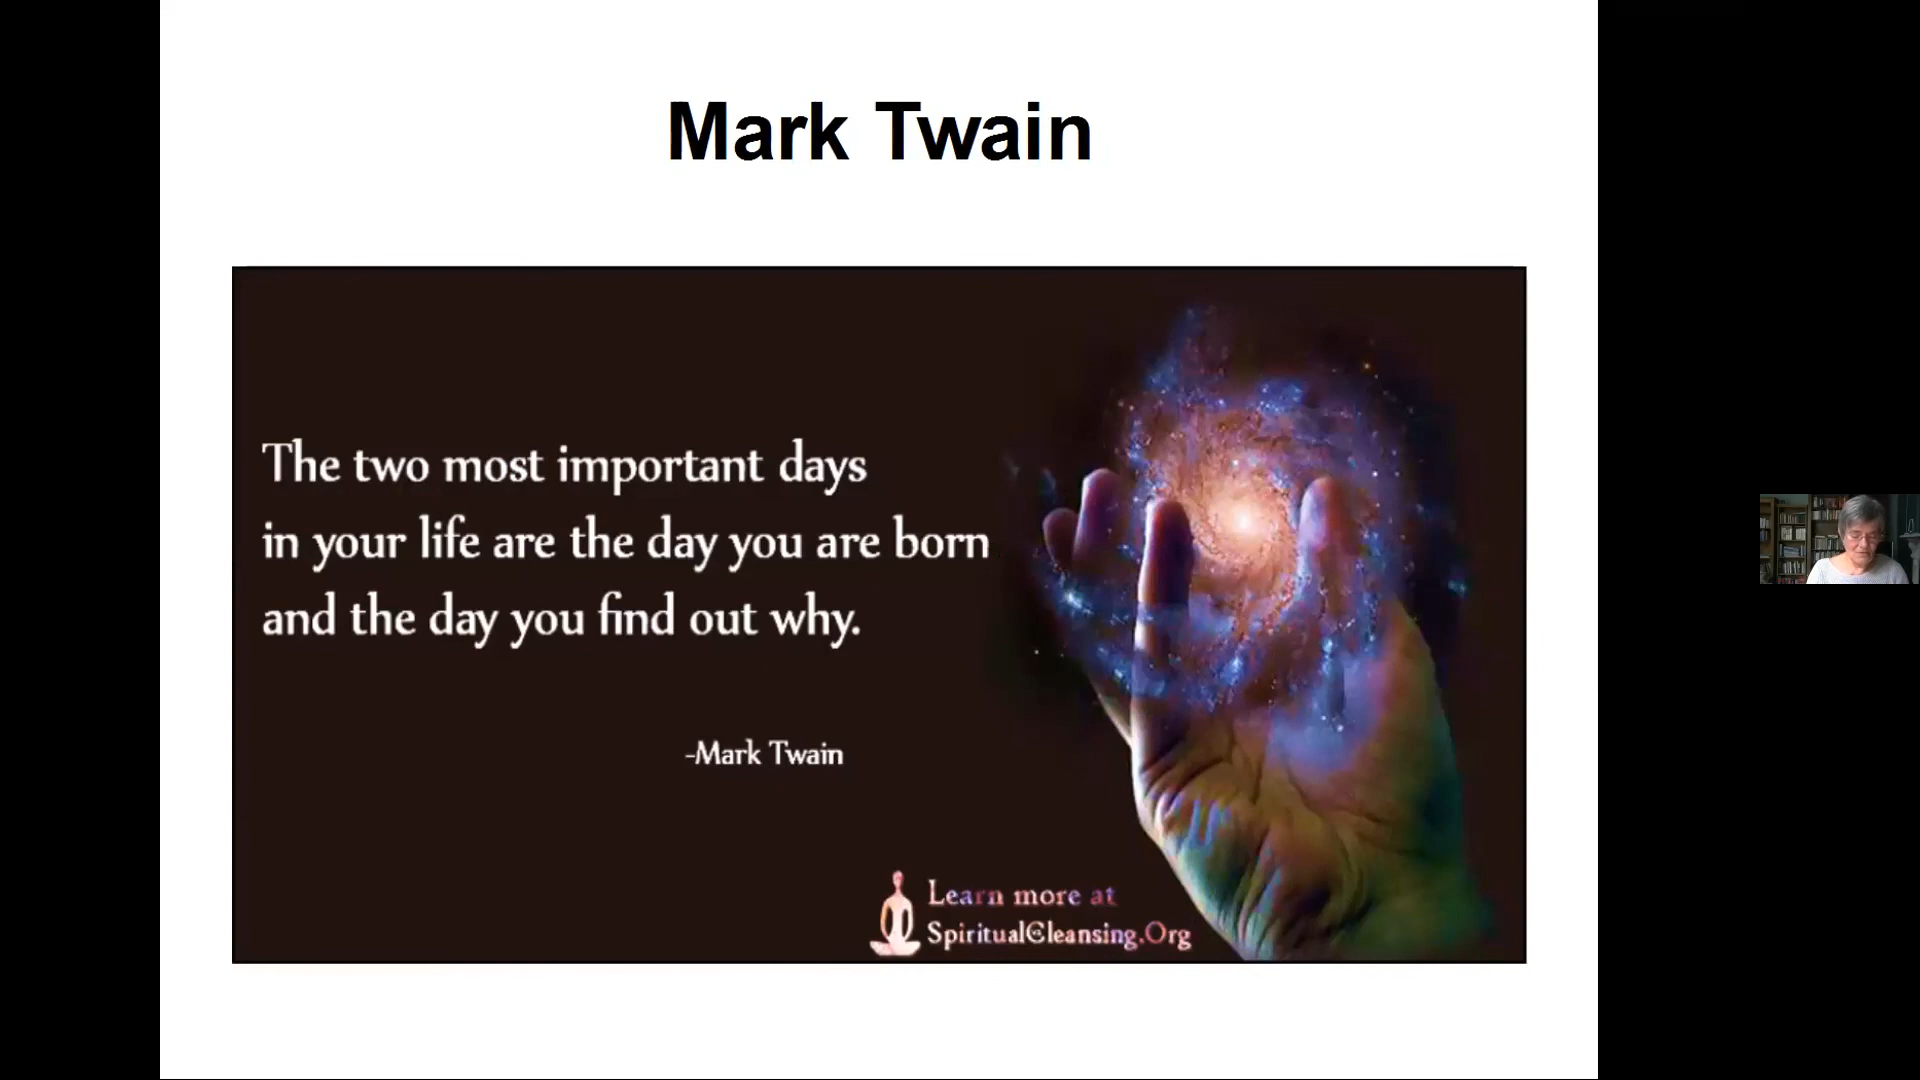 Mark Twain
The two most important days
in your life are the day you are born
and the day you find out why.
-Mark Twain
Learn more at
SpiritualCleansing.Org